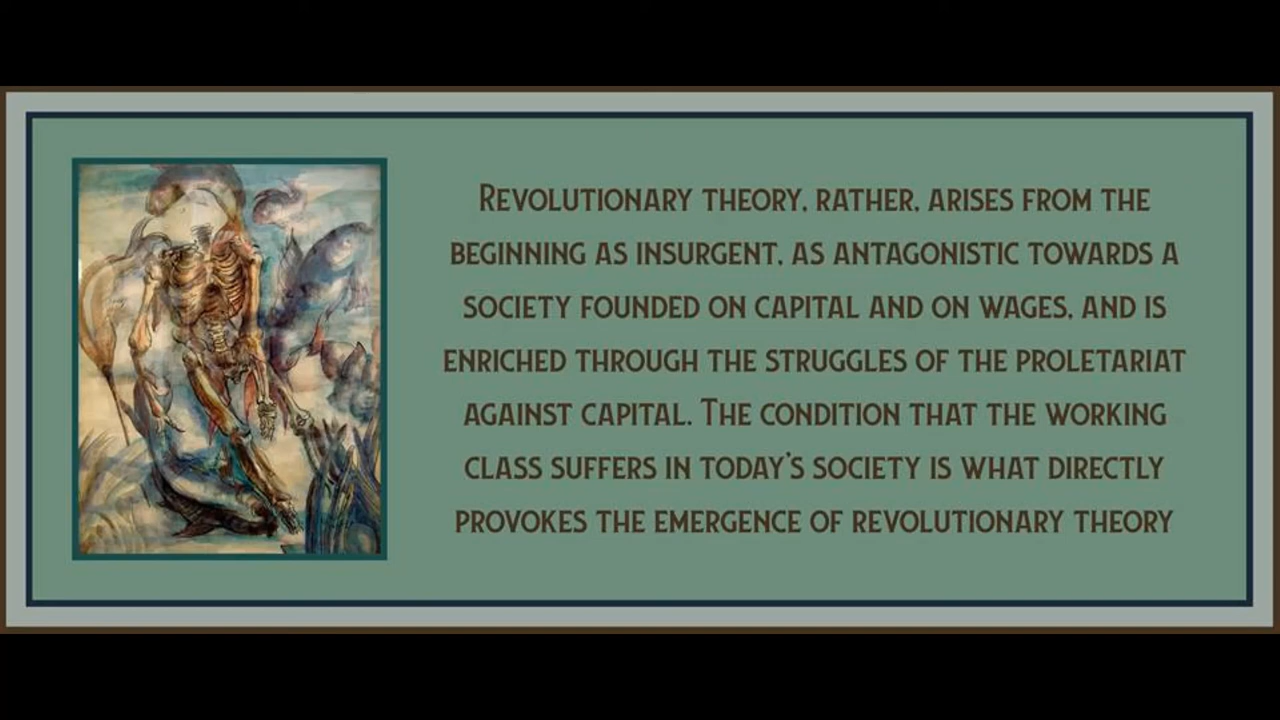 Revolutionary theory, rather, arises from the
beginning as insurgent, as antagonistic towards a
society founded on capital and on wages, and is
enriched through the struggles of the proletariat
against capital. The condition that the working
class suffers in today's society is what directly
provokes the emergence of revolutionary theory